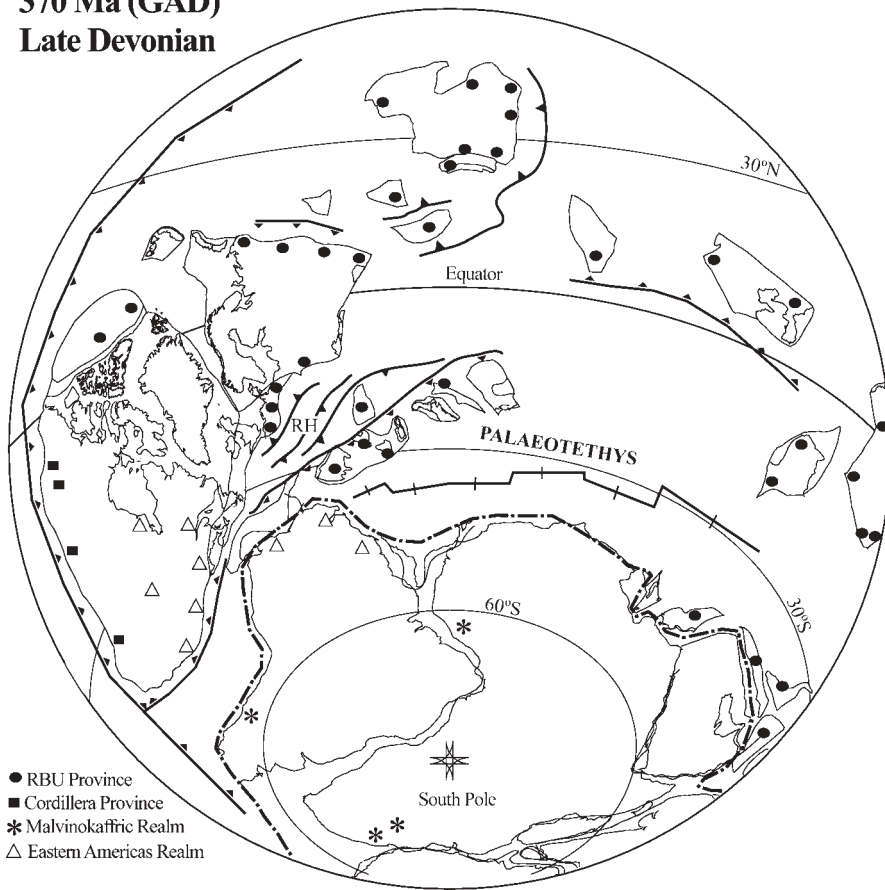 370 Ma (GAD)
Late Devonian
30°N
Equator
RH
PALAEOTETHYS
60°S
30°S
South Pole
RBU Province
Cordillera Province
Malvinokaffric Realm
Eastern Americas Realm